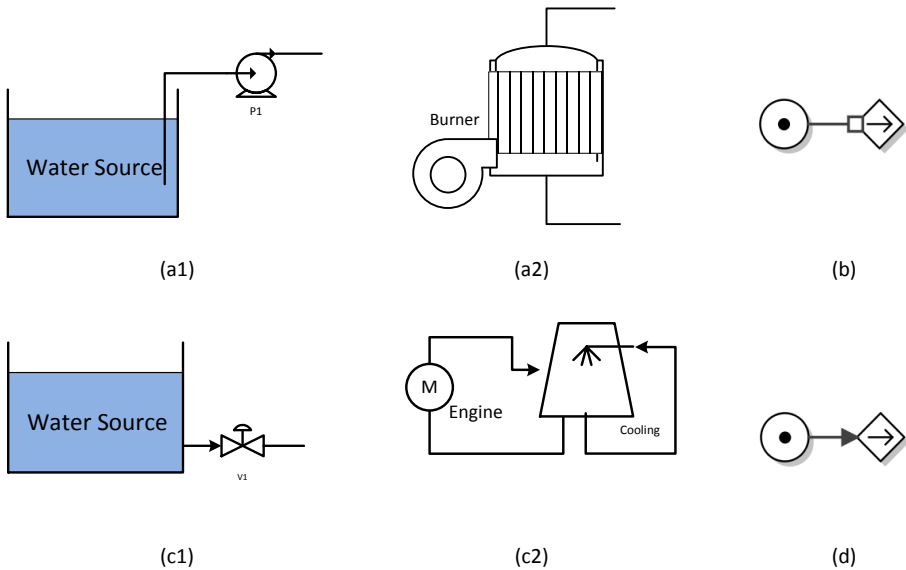 P1
Water Source
Burner
(a1)
(a2)
(b)
Water Source
V1
M
Engine
Cooling
(c1)
(c2)
(d)